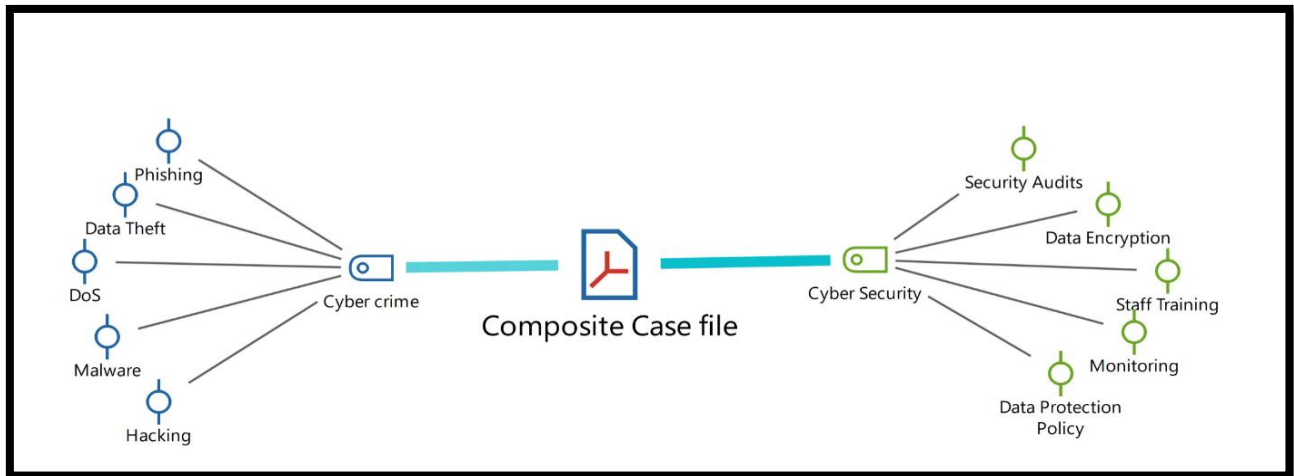 Phishing
Data Theft
DoS
Malware
Hacking
Cyber crime
Composite Case file
Cyber Security
Security Audits
Data Encryption
Staff Training
Monitoring
Data Protection
Policy